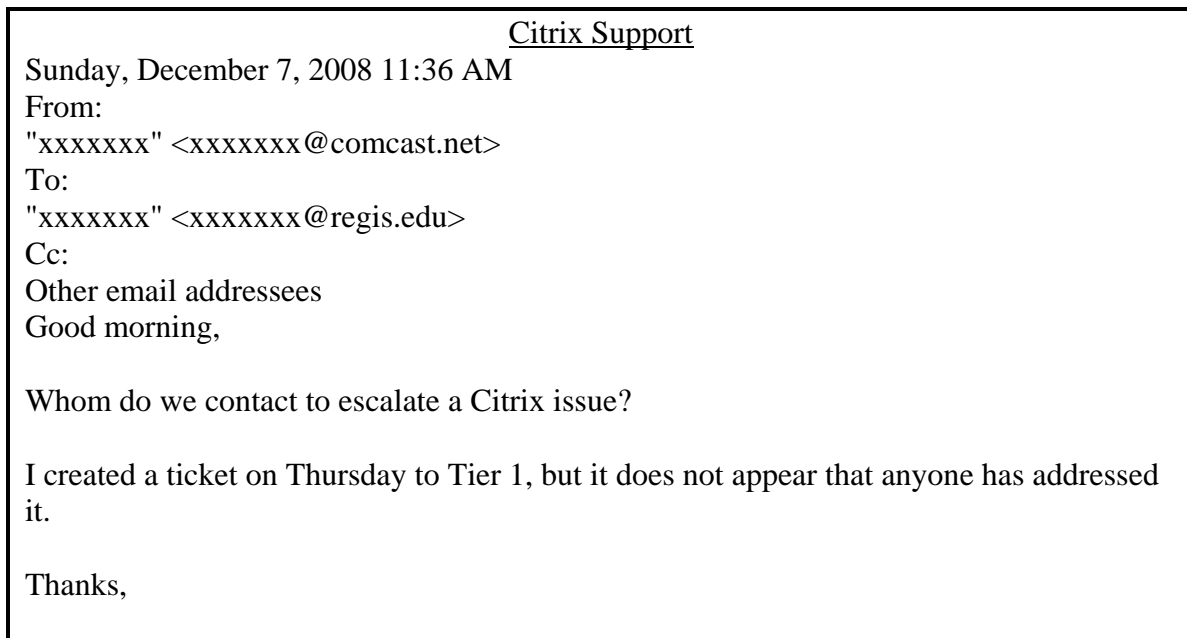 Citrix Support
Sunday, December 7, 2008 11:36 AM
From:
"xxxxxxx" <xxxxxxx@comcast.net>
To:
"xxxxxxx" <xxxxxxx@regis.edu>
Cc:
Other email addressees
Good morning,
Whom do we contact to escalate a Citrix issue?
I created a ticket on Thursday to Tier 1, but it does not appear that anyone has addressed
it.
Thanks,